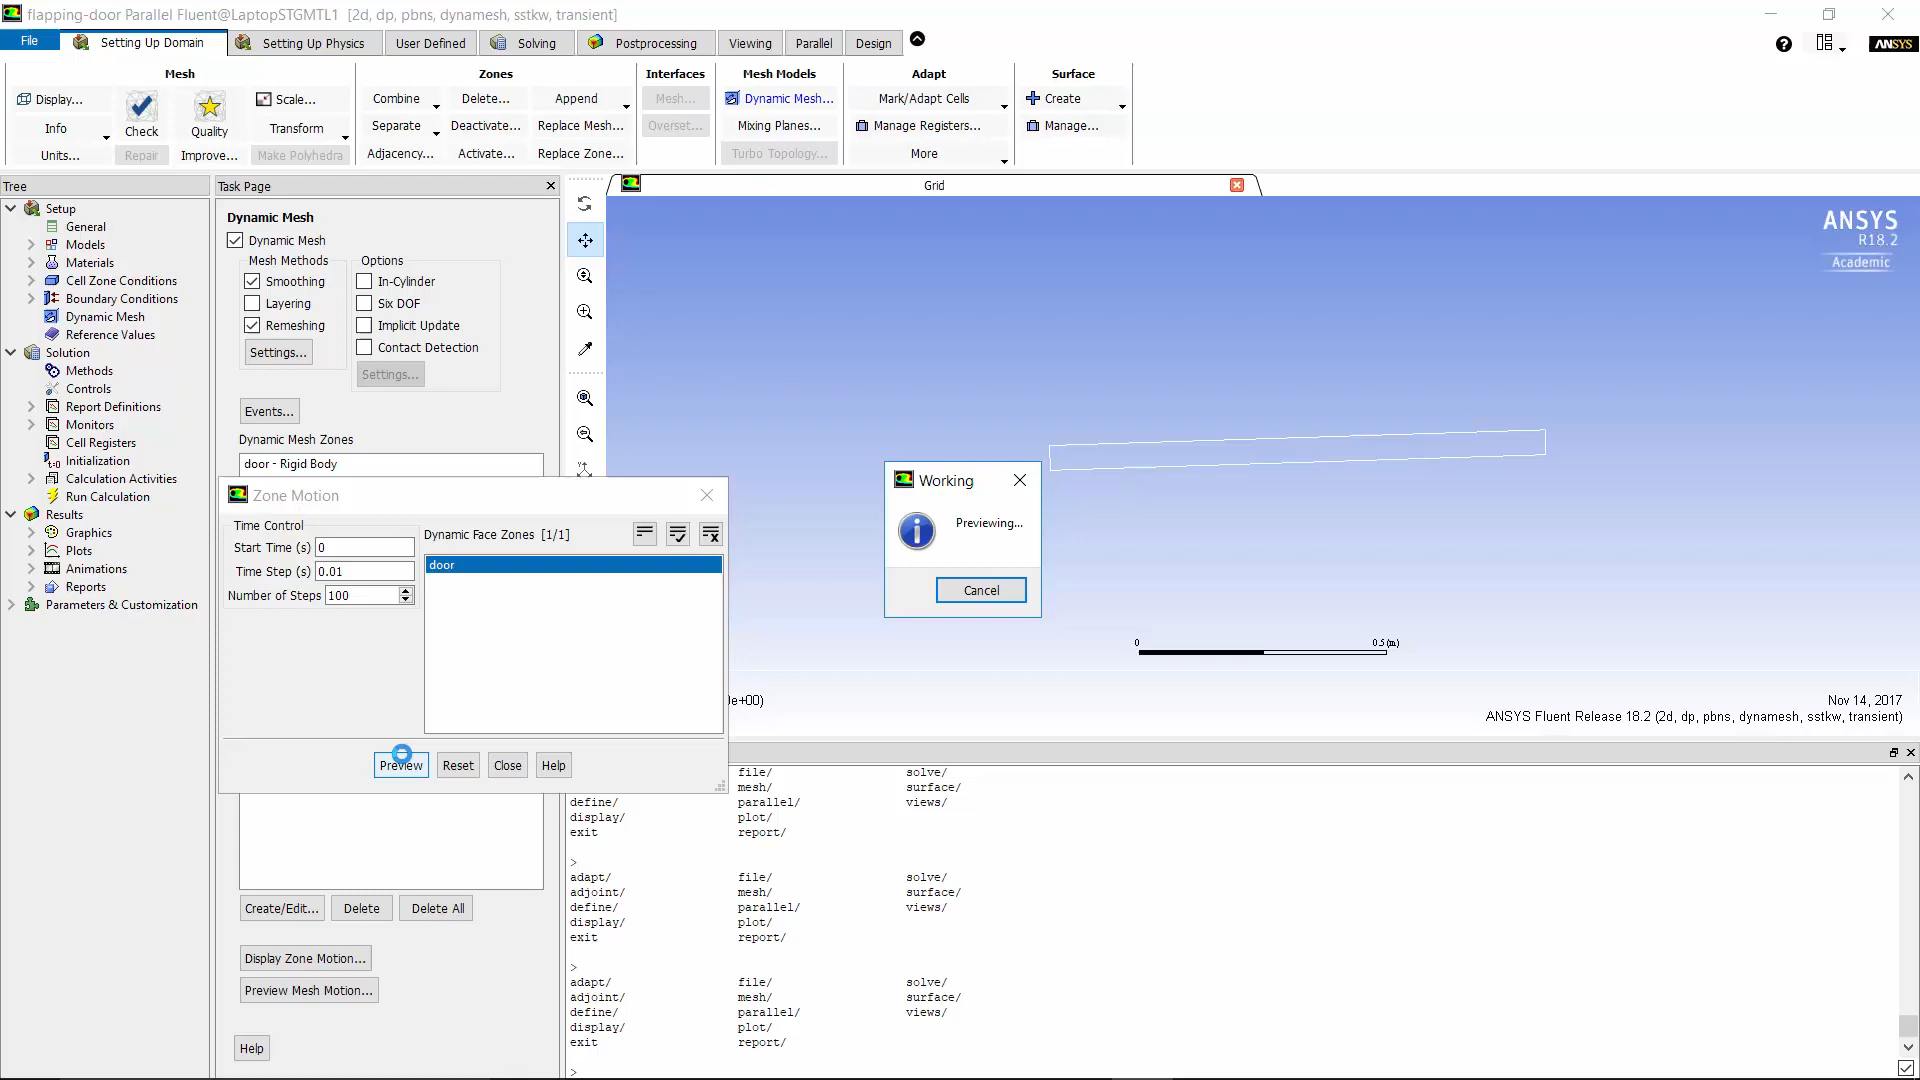 flapping-door Parallel Fluent@LaptopSTGMTL1 [2d, dp, pbns, dynamesh, sstkw, transient]
File
Setting Up Domain
Setting Up Physics
User Defined
Solving
Postprocessing
Viewing
Parallel
Design
ANSYS
Mesh
Zones
Interfaces
Mesh Models
Adapt
Surface
Display...
Info
Units...
Check
Repair
Quality
Improve...
Scale...
Transform
Make Polyhedra
Combine
Separate
Adjacency...
Delete...
Deactivate...
Activate...
Append
Replace Mesh...
Replace Zone...
Mesh...
Overset...
Dynamic Mesh...
Mixing Planes...
Turbo Topology...
Mark/Adapt Cells
Manage Registers...
More
Create
Manage...
Tree
Setup
General
Models
Materials
Cell Zone Conditions
Boundary Conditions
Dynamic Mesh
Reference Values
Solution
Methods
Controls
Report Definitions
Monitors
Cell Registers
Initialization
Calculation Activities
Run Calculation
Results
Graphics
Plots
Animations
Reports
Parameters & Customization
Task Page
Dynamic Mesh
Dynamic Mesh
Mesh Methods
Smoothing
Layering
Remeshing
Settings...
Options
In-Cylinder
Six DOF
Implicit Update
Contact Detection
Settings...
Events...
Dynamic Mesh Zones
door - Rigid Body
Zone Motion
Time Control
Start Time (s) 0
Time Step (s) 0.01
Number of Steps 100
Dynamic Face Zones [1/1]
door
Preview
Reset
Close
Help
Create/Edit...
Delete
Delete All
Display Zone Motion...
Preview Mesh Motion...
Help
Grid
ANSYS
R18.2
Academic
Working
Previewing...
Cancel
0
0.5 (m)
e+00)
Nov 14, 2017
ANSYS Fluent Release 18.2 (2d, dp, pbns, dynamesh, sstkw, transient)
file/ solve/
mesh/ surface/
define/ parallel/ views/
display/ plot/
exit report/
>
adapt/ file/ solve/
adjoint/ mesh/ surface/
define/ parallel/ views/
display/ plot/
exit report/
>
adapt/ file/ solve/
adjoint/ mesh/ surface/
define/ parallel/ views/
display/ plot/
exit report/
>